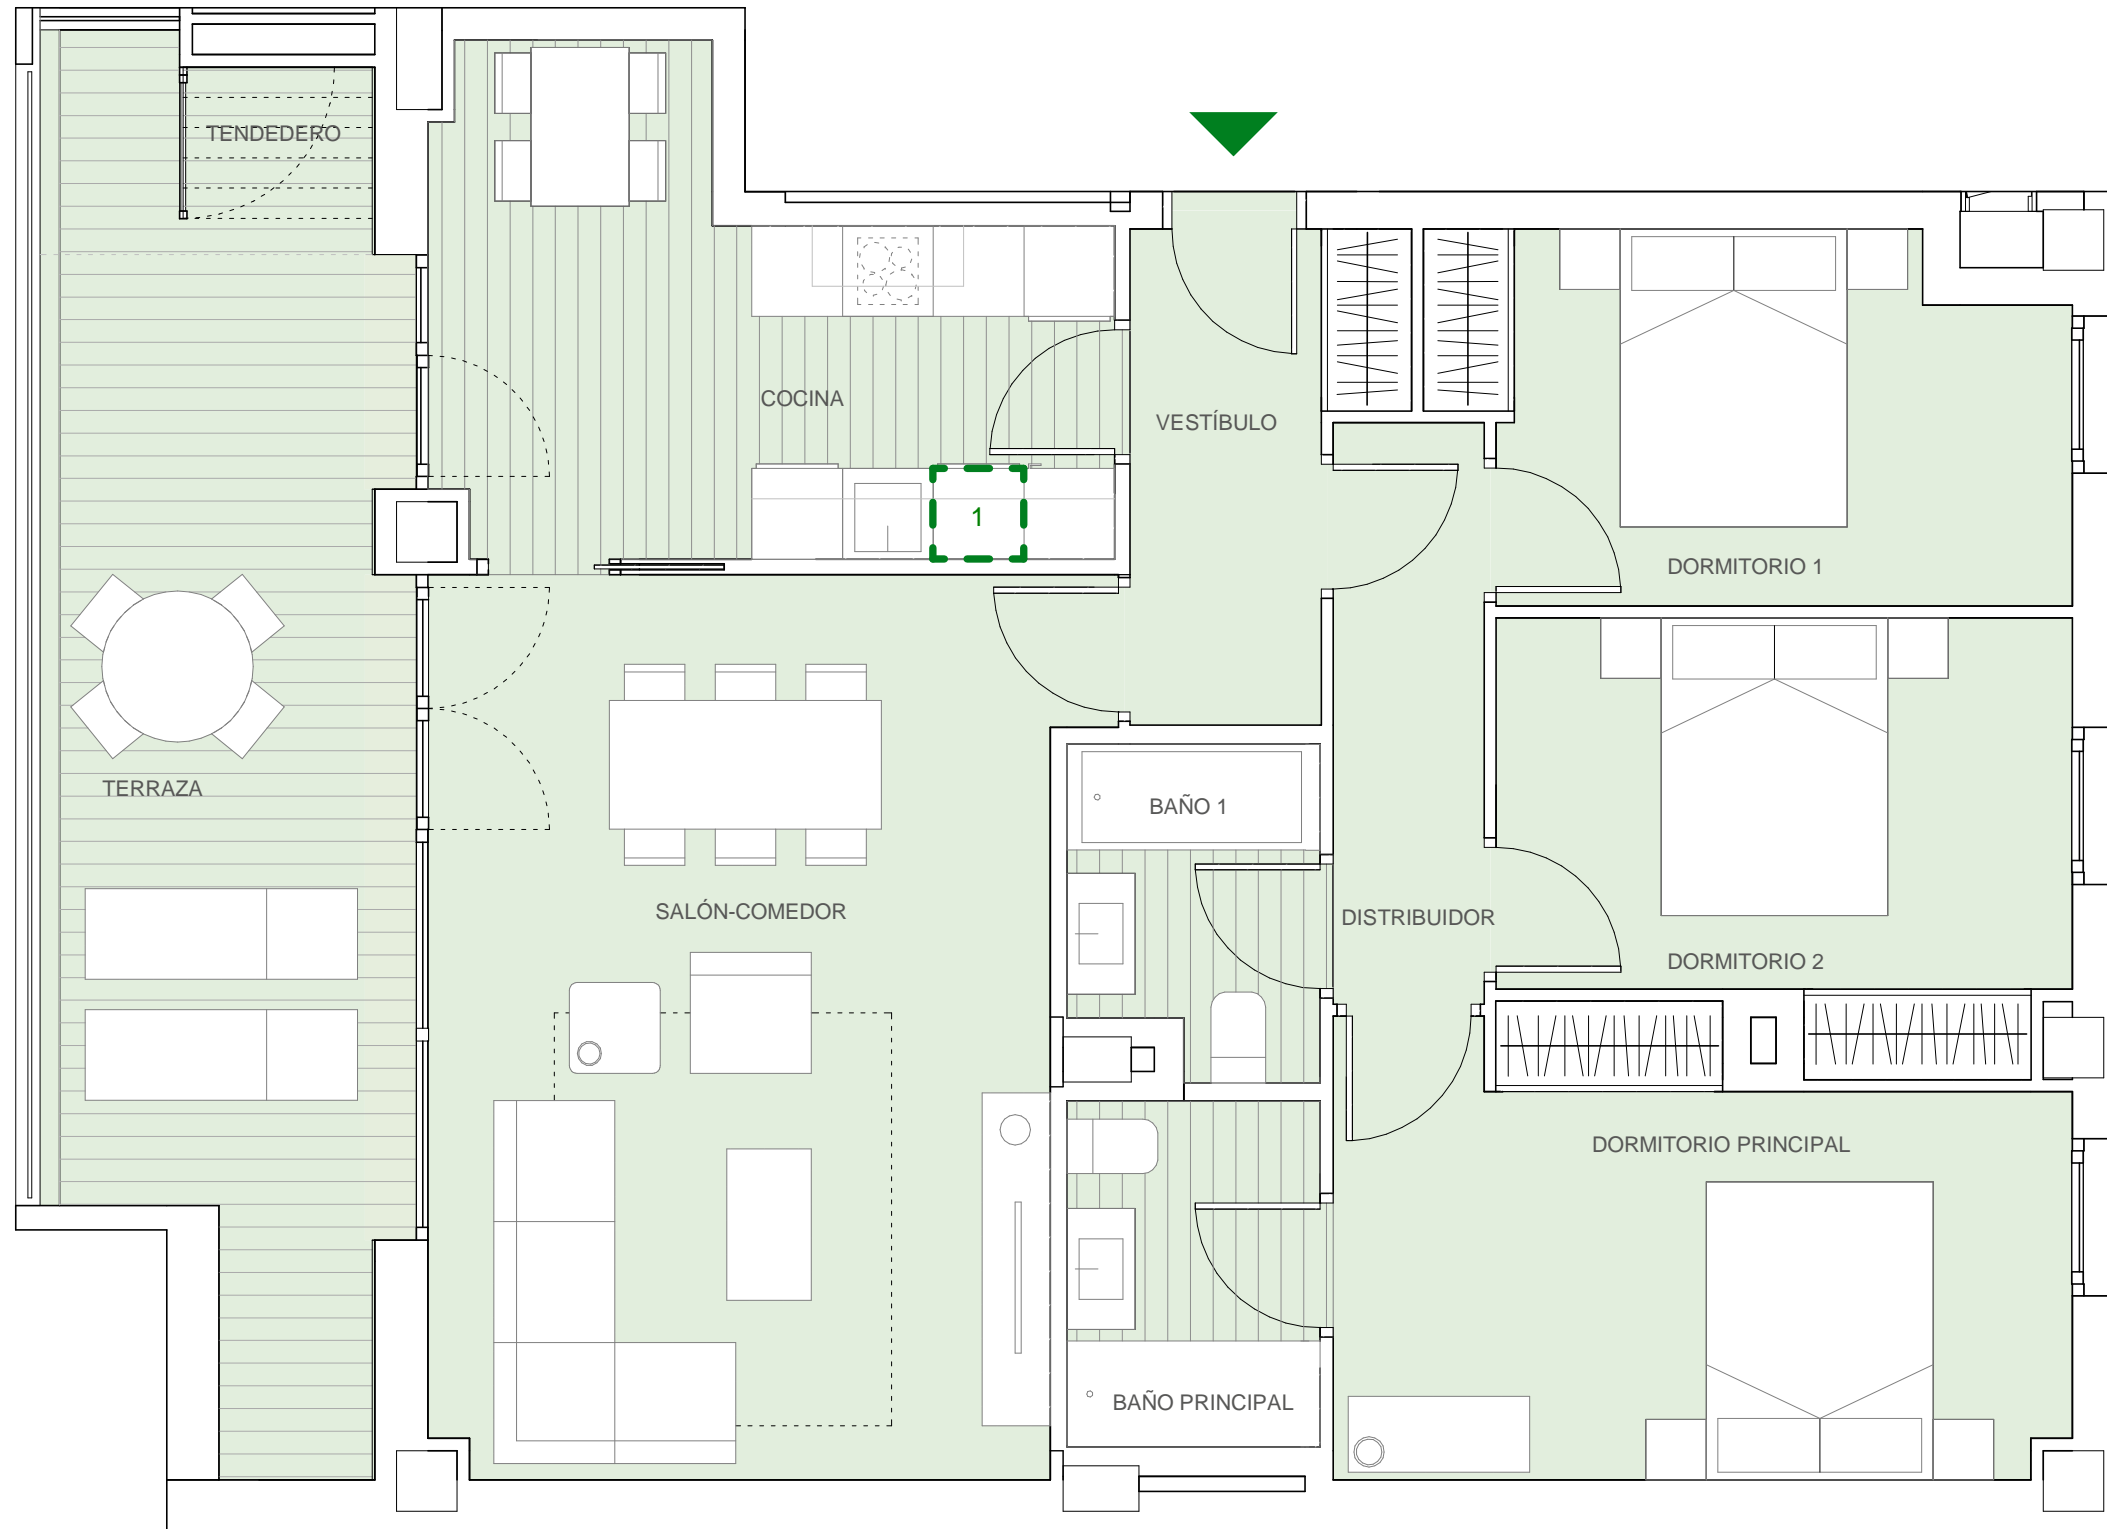 TENDEDERO
COCINA
VESTÍBULO
1
DORMITORIO 1
TERRAZA
BAÑO 1
SALÓN-COMEDOR
DISTRIBUIDOR
DORMITORIO 2
DORMITORIO PRINCIPAL
BAÑO PRINCIPAL